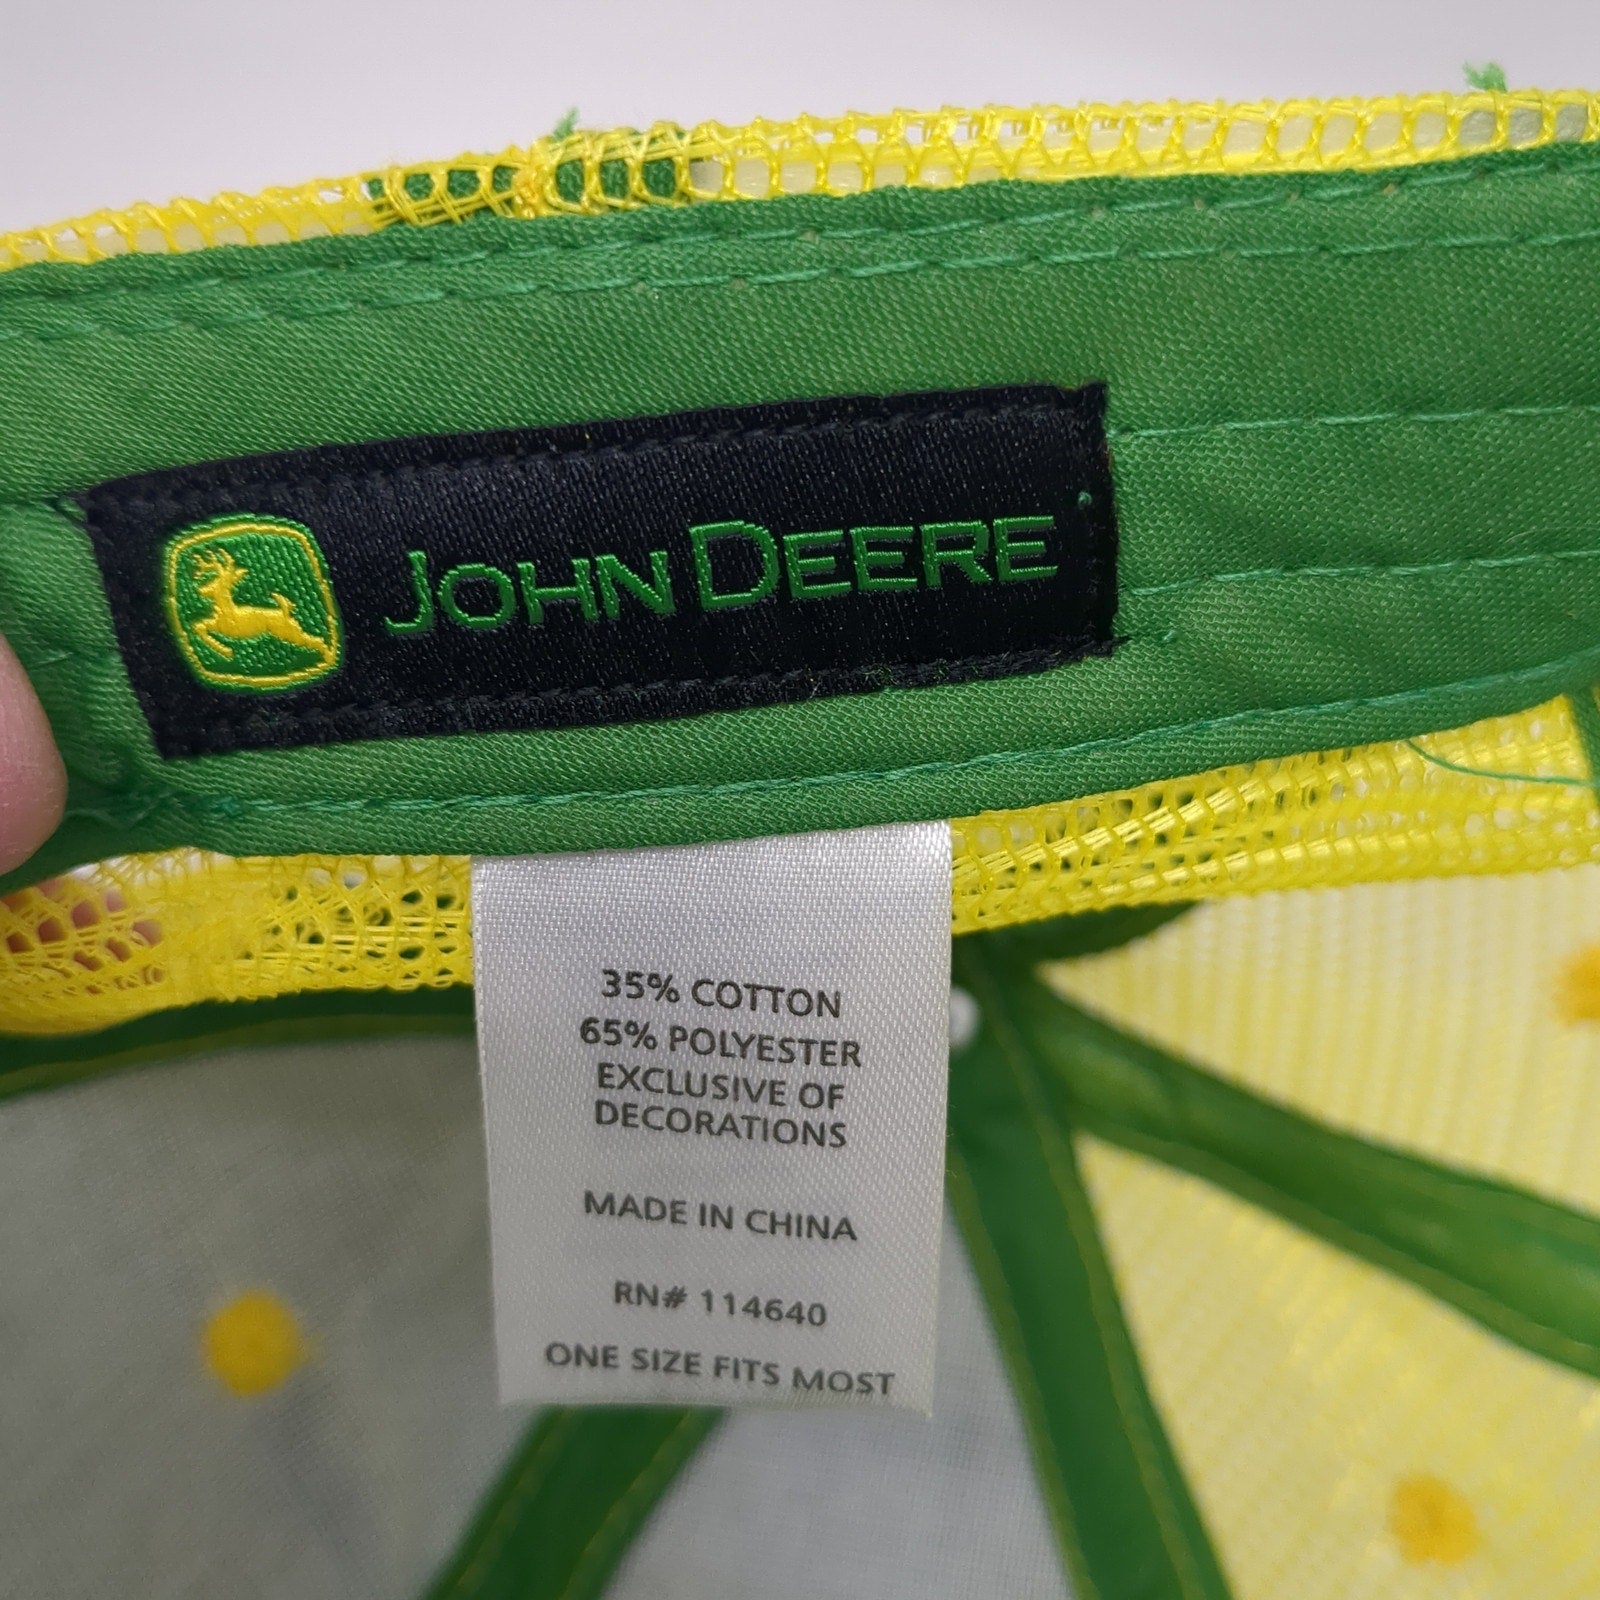 JOHN DEERE
35% COTTON
65% POLYESTER
EXCLUSIVE OF
DECORATIONS
MADE IN CHINA
RN# 114640
ONE SIZE FITS MOST